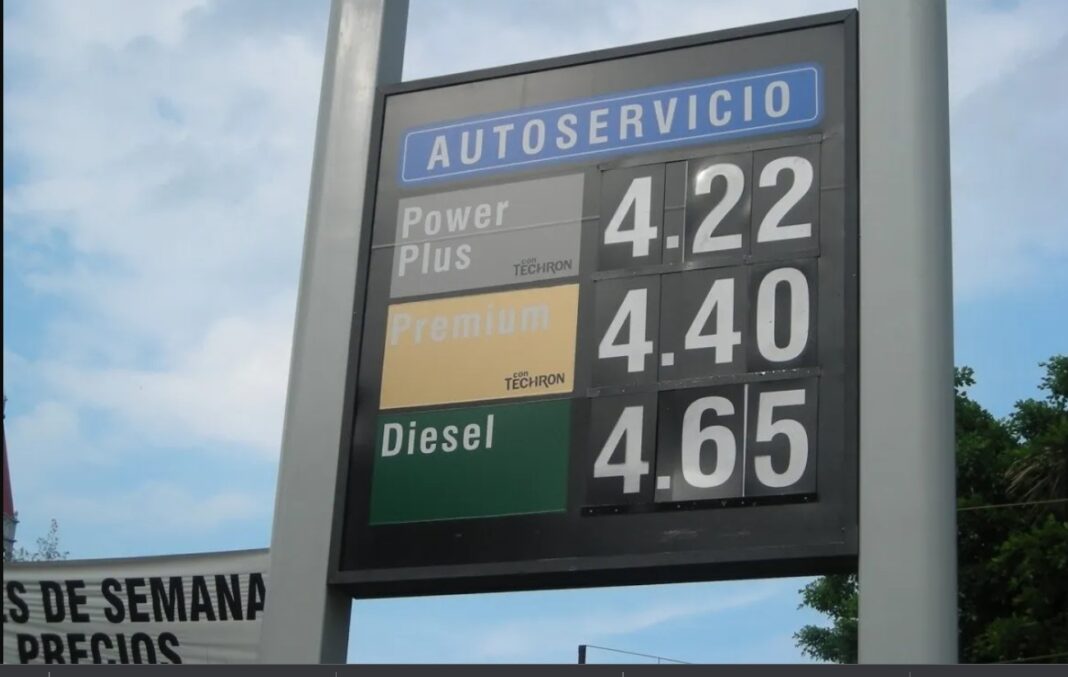 AUTOSERVICIO
Power
Plus
con
TECHRON
4.22
Premium
con
TECHRON
4.40
Diesel
4.65
DE SEMANA
PRECIOS